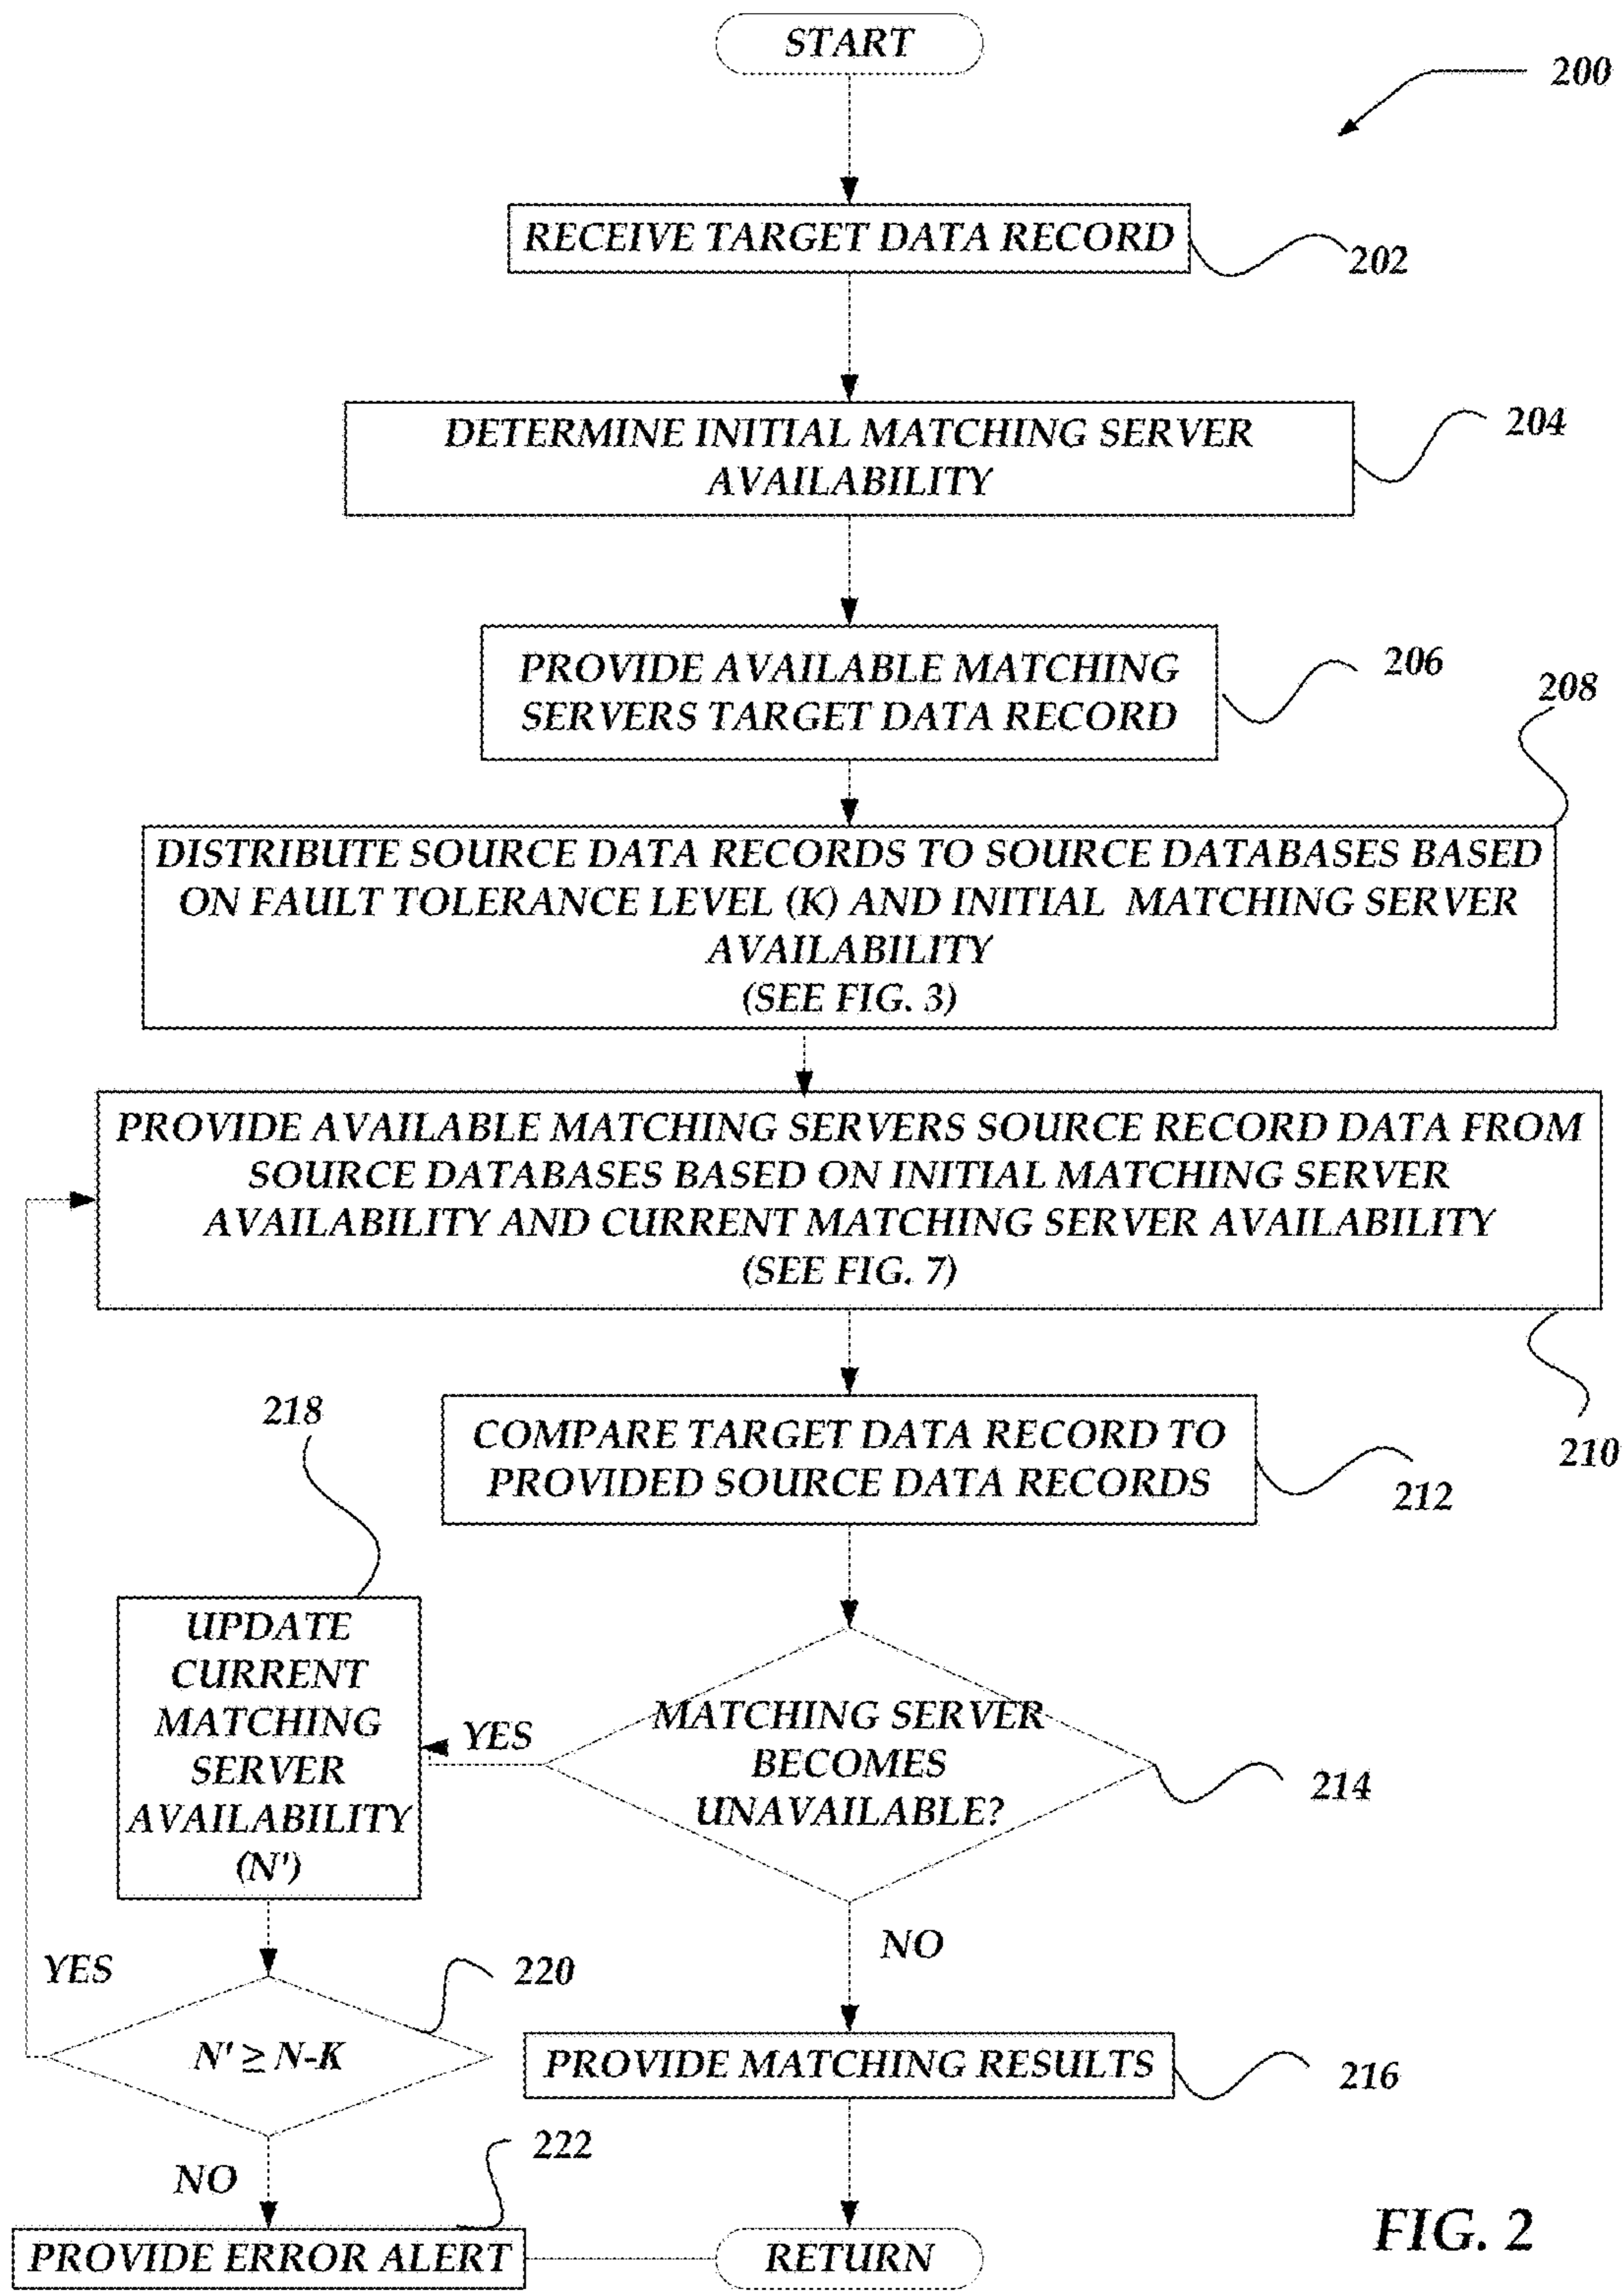 START
200
RECEIVE TARGET DATA RECORD
202
DETERMINE INITIAL MATCHING SERVER
AVAILABILITY
204
PROVIDE AVAILABLE MATCHING
SERVERS TARGET DATA RECORD
206
208
DISTRIBUTE SOURCE DATA RECORDS TO SOURCE DATABASES BASED
ON FAULT TOLERANCE LEVEL (K) AND INITIAL MATCHING SERVER
AVAILABILITY
(SEE FIG. 3)
PROVIDE AVAILABLE MATCHING SERVERS SOURCE RECORD DATA FROM
SOURCE DATABASES BASED ON INITIAL MATCHING SERVER
AVAILABILITY AND CURRENT MATCHING SERVER AVAILABILITY
(SEE FIG. 7)
210
COMPARE TARGET DATA RECORD TO
PROVIDED SOURCE DATA RECORDS
212
218
UPDATE
CURRENT
MATCHING
SERVER
AVAILABILITY
(N')
YES
MATCHING SERVER
BECOMES
UNAVAILABLE?
214
NO
YES
220
N' ≥ N-K
PROVIDE MATCHING RESULTS
216
NO
222
PROVIDE ERROR ALERT
RETURN
FIG. 2